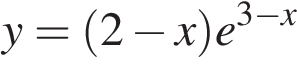 y = (2 − x)e^{3−x}